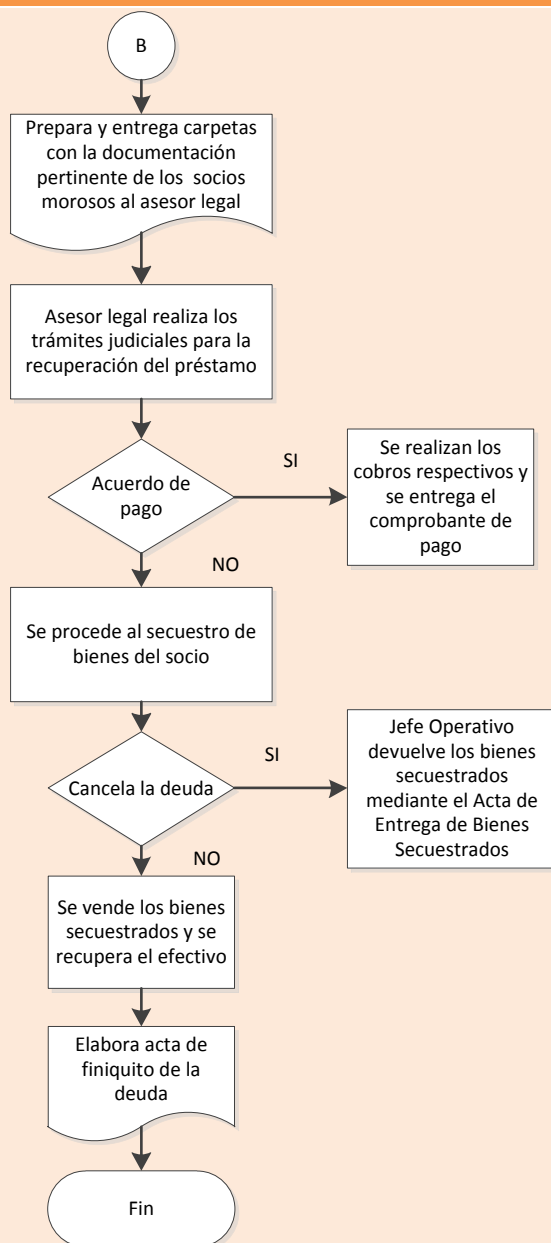 B
Prepara y entrega carpetas
con la documentación
pertinente de los socios
morosos al asesor legal
Asesor legal realiza los
trámites judiciales para la
recuperación del préstamo
Acuerdo de
pago
SI
Se realizan los
cobros respectivos y
se entrega el
comprobante de
pago
NO
Se procede al secuestro de
bienes del socio
Cancela la deuda
SI
Jefe Operativo
devuelve los bienes
secuestrados
mediante el Acta de
Entrega de Bienes
Secuestrados
NO
Se vende los bienes
secuestrados y se
recupera el efectivo
Elabora acta de
finiquito de la
deuda
Fin